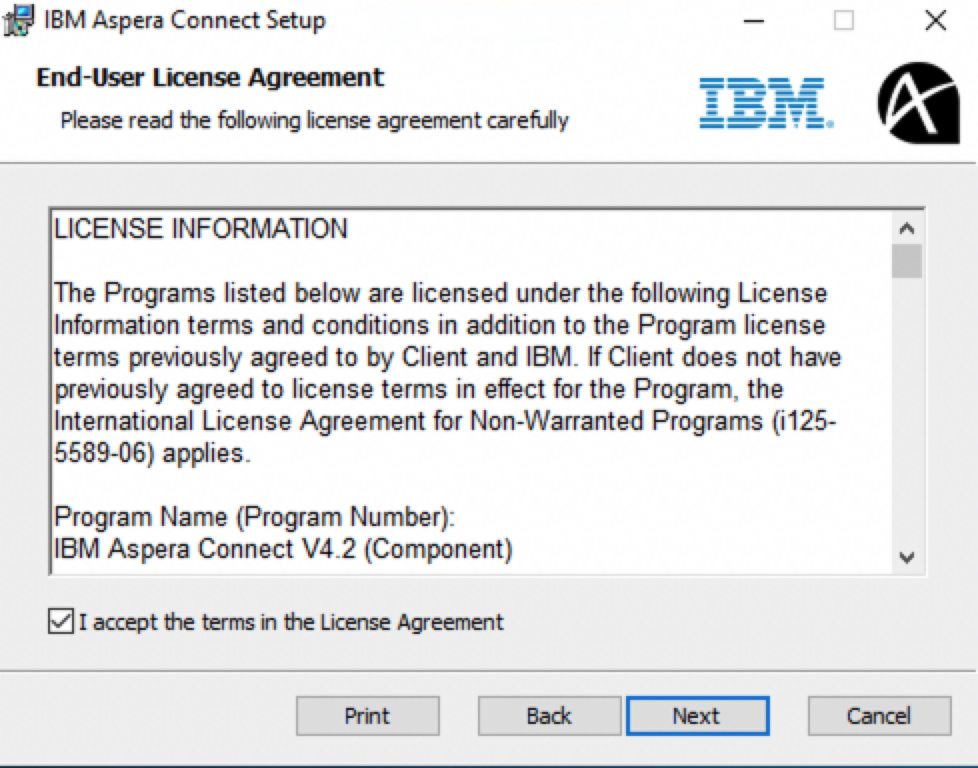 IBM Aspera Connect Setup
End-User License Agreement
Please read the following license agreement carefully
IBM
LICENSE INFORMATION
The Programs listed below are licensed under the following License
Information terms and conditions in addition to the Program license
terms previously agreed to by Client and IBM. If Client does not have
previously agreed to license terms in effect for the Program, the
International License Agreement for Non-Warranted Programs (i125-
5589-06) applies.
Program Name (Program Number):
IBM Aspera Connect V4.2 (Component)
I accept the terms in the License Agreement
Print
Back
Next
Cancel